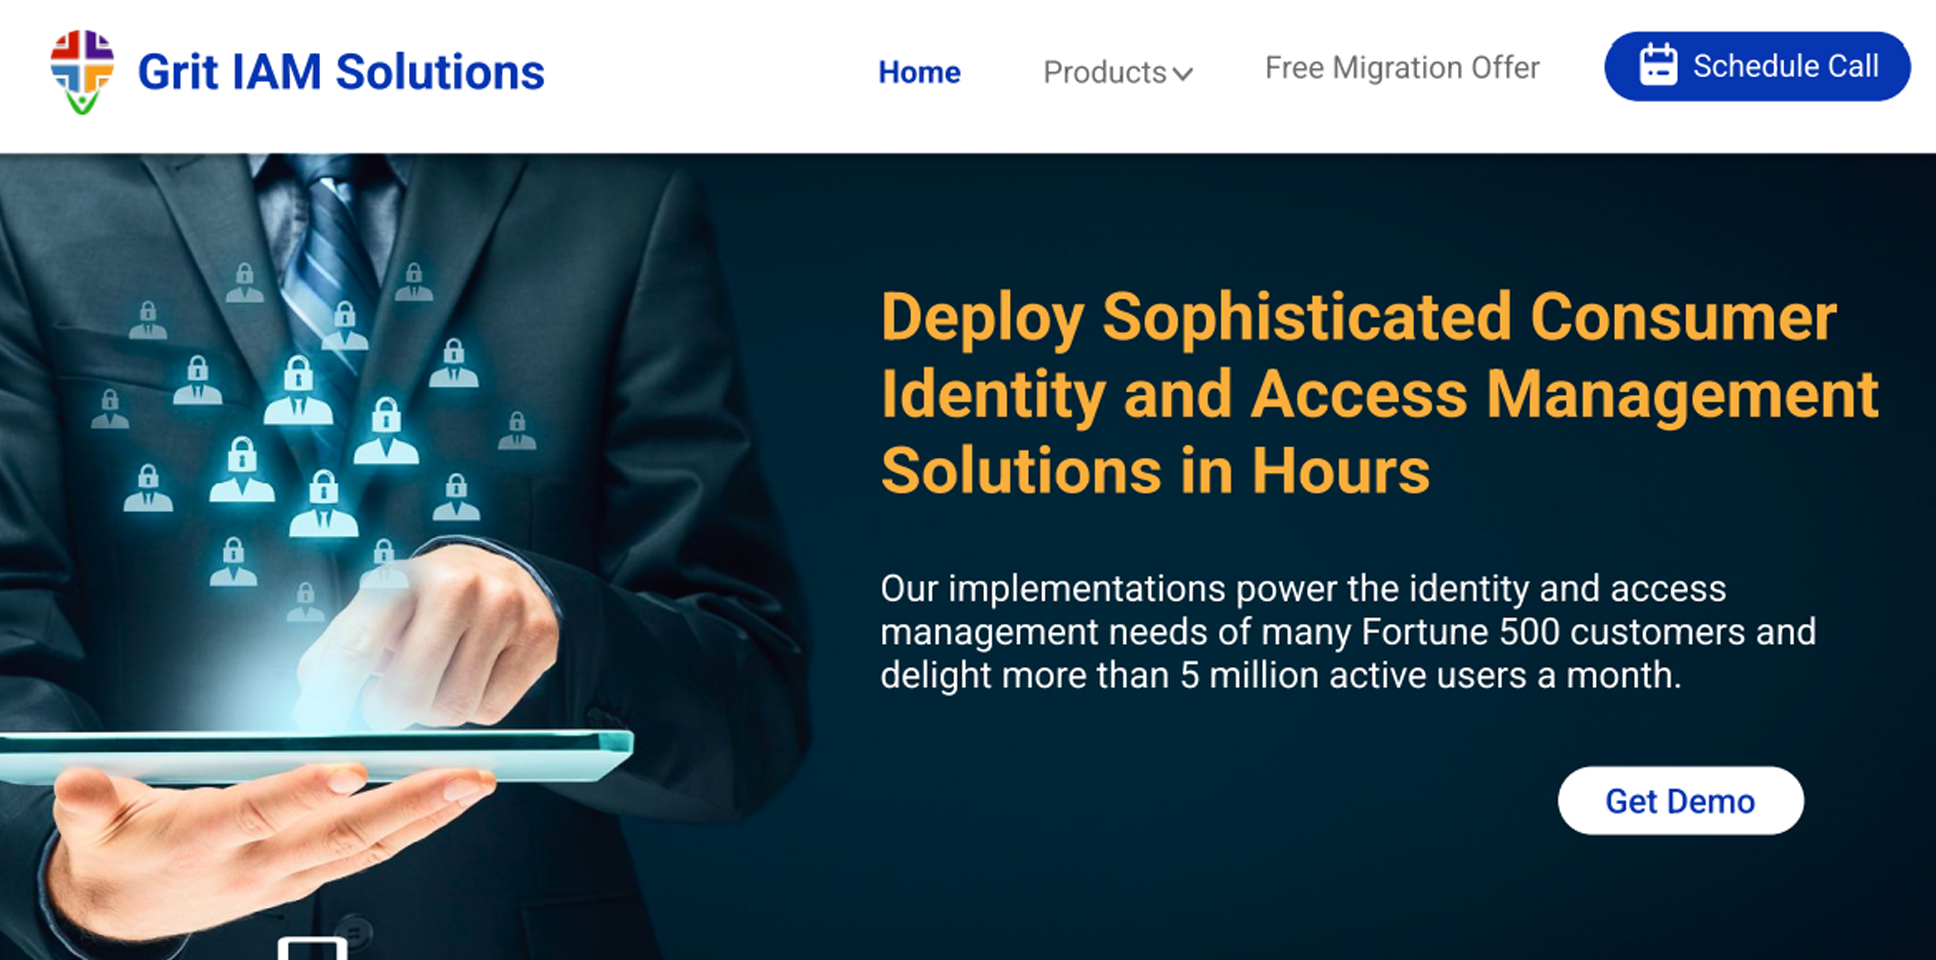 Grit IAM Solutions
Home
Products
Free Migration Offer
Schedule Call
Deploy Sophisticated Consumer
Identity and Access Management
Solutions in Hours
Our implementations power the identity and access
management needs of many Fortune 500 customers and
delight more than 5 million active users a month.
Get Demo